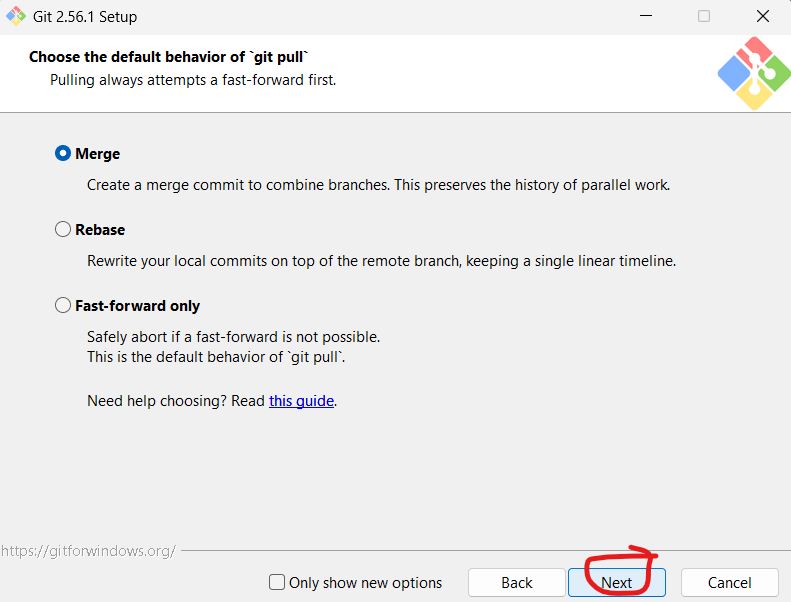 Git 2.56.1 Setup
Choose the default behavior of `git pull`
Pulling always attempts a fast-forward first.
Merge
Create a merge commit to combine branches. This preserves the history of parallel work.
Rebase
Rewrite your local commits on top of the remote branch, keeping a single linear timeline.
Fast-forward only
Safely abort if a fast-forward is not possible.
This is the default behavior of `git pull`.
Need help choosing? Read this guide.
https://gitforwindows.org/
Only show new options Back Next Cancel